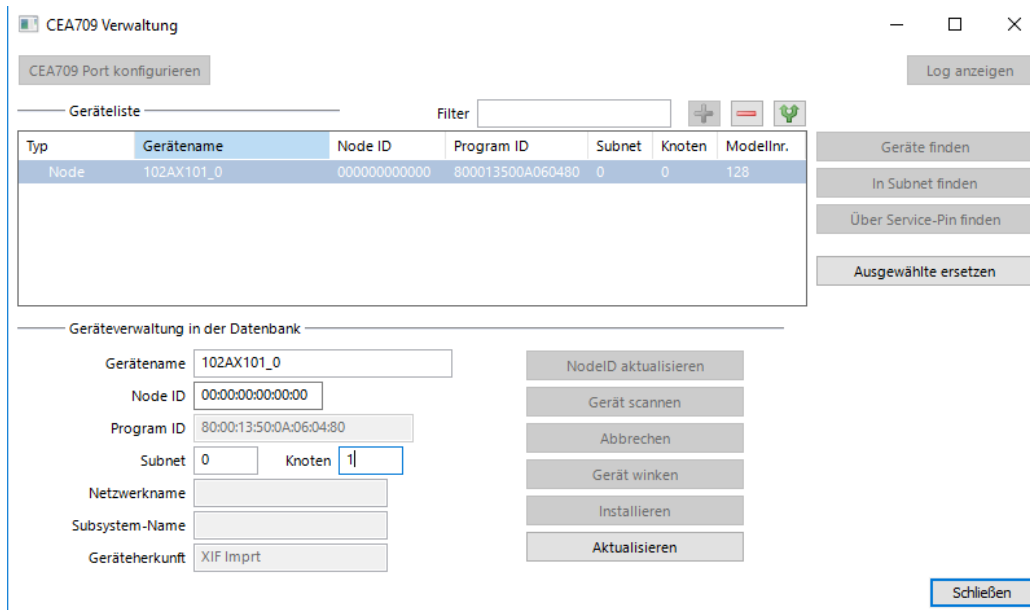 CEA709 Verwaltung
CEA709 Port konfigurieren
Log anzeigen
Geräteliste
Filter
Typ Gerätename Node ID Program ID Subnet Knoten Modellnr.
Node 102AX101_0 000000000000 800013500A060480 0 0 128
Geräte finden
In Subnet finden
Über Service-Pin finden
Ausgewählte ersetzen
Geräteverwaltung in der Datenbank
Gerätename 102AX101_0
Node ID 00:00:00:00:00:00
Program ID 80:00:13:50:0A:06:04:80
Subnet 0 Knoten 1
Netzwerkname
Subsystem-Name
Geräteherkunft XIF Imprt
NodeID aktualisieren
Gerät scannen
Abbrechen
Gerät winken
Installieren
Aktualisieren
Schließen